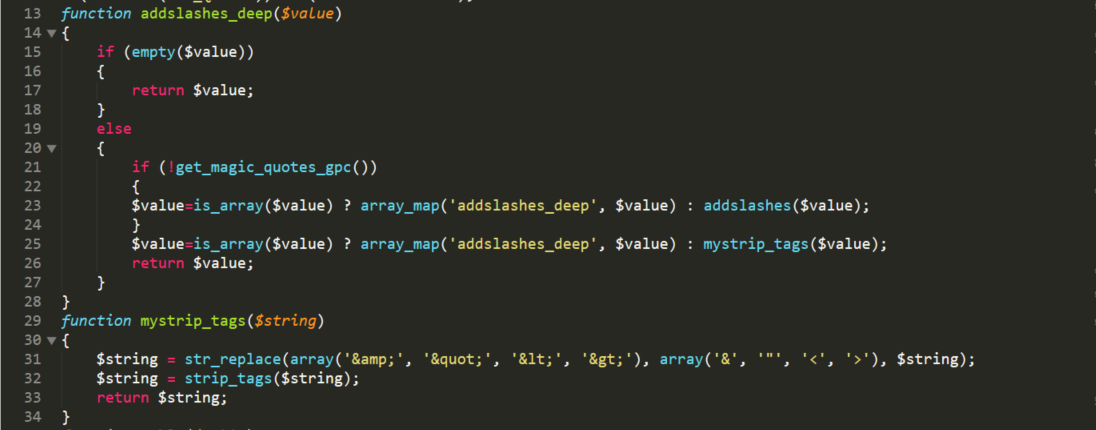 13 function addslashes_deep($value)
14 {
15 if (empty($value))
16 {
17 return $value;
18 }
19 else
20 {
21 if (!get_magic_quotes_gpc())
22 {
23 $value=is_array($value) ? array_map('addslashes_deep', $value) : addslashes($value);
24 }
25 $value=is_array($value) ? array_map('addslashes_deep', $value) : mystrip_tags($value);
26 return $value;
27 }
28 }
29 function mystrip_tags($string)
30 {
31 $string = str_replace(array('&amp;', '&quot;', '&lt;', '&gt;'), array('&', '"', '<', '>'), $string);
32 $string = strip_tags($string);
33 return $string;
34 }